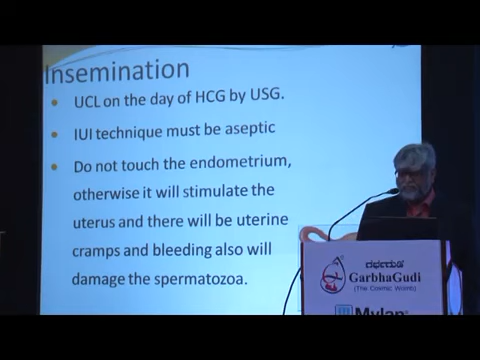 Insemination
• UCL on the day of HCG by USG.
• IUI technique must be aseptic
• Do not touch the endometrium,
otherwise it will stimulate the
uterus and there will be uterine
cramps and bleeding also will
damage the spermatozoa.
ಗರ್ಭಗುಡಿ
GarbhaGudi
(The Cosmic Womb)
Mylan